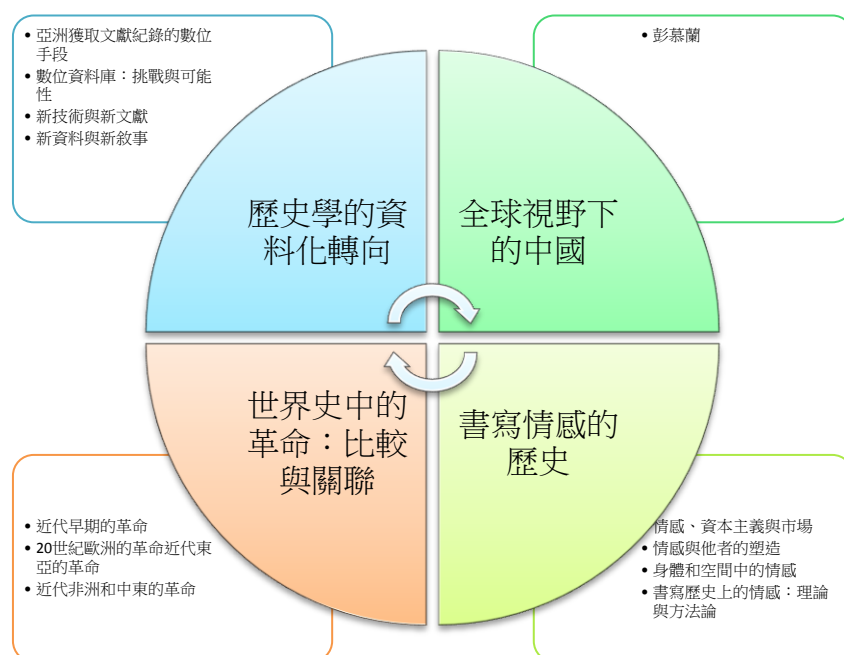 • 亞洲獲取文獻紀錄的數位
手段
• 數位資料庫：挑戰與可能
性
• 新技術與新文獻
• 新資料與新敘事
• 彭慕蘭
歷史學的資
料化轉向
全球視野下
的中國
世界史中的
革命：比較
與關聯
書寫情感的
歷史
• 近代早期的革命
• 20世紀歐洲的革命近代東
亞的革命
• 近代非洲和中東的革命
情感、資本主義與市場
• 情感與他者的塑造
• 身體和空間中的情感
• 書寫歷史上的情感：理論
與方法論